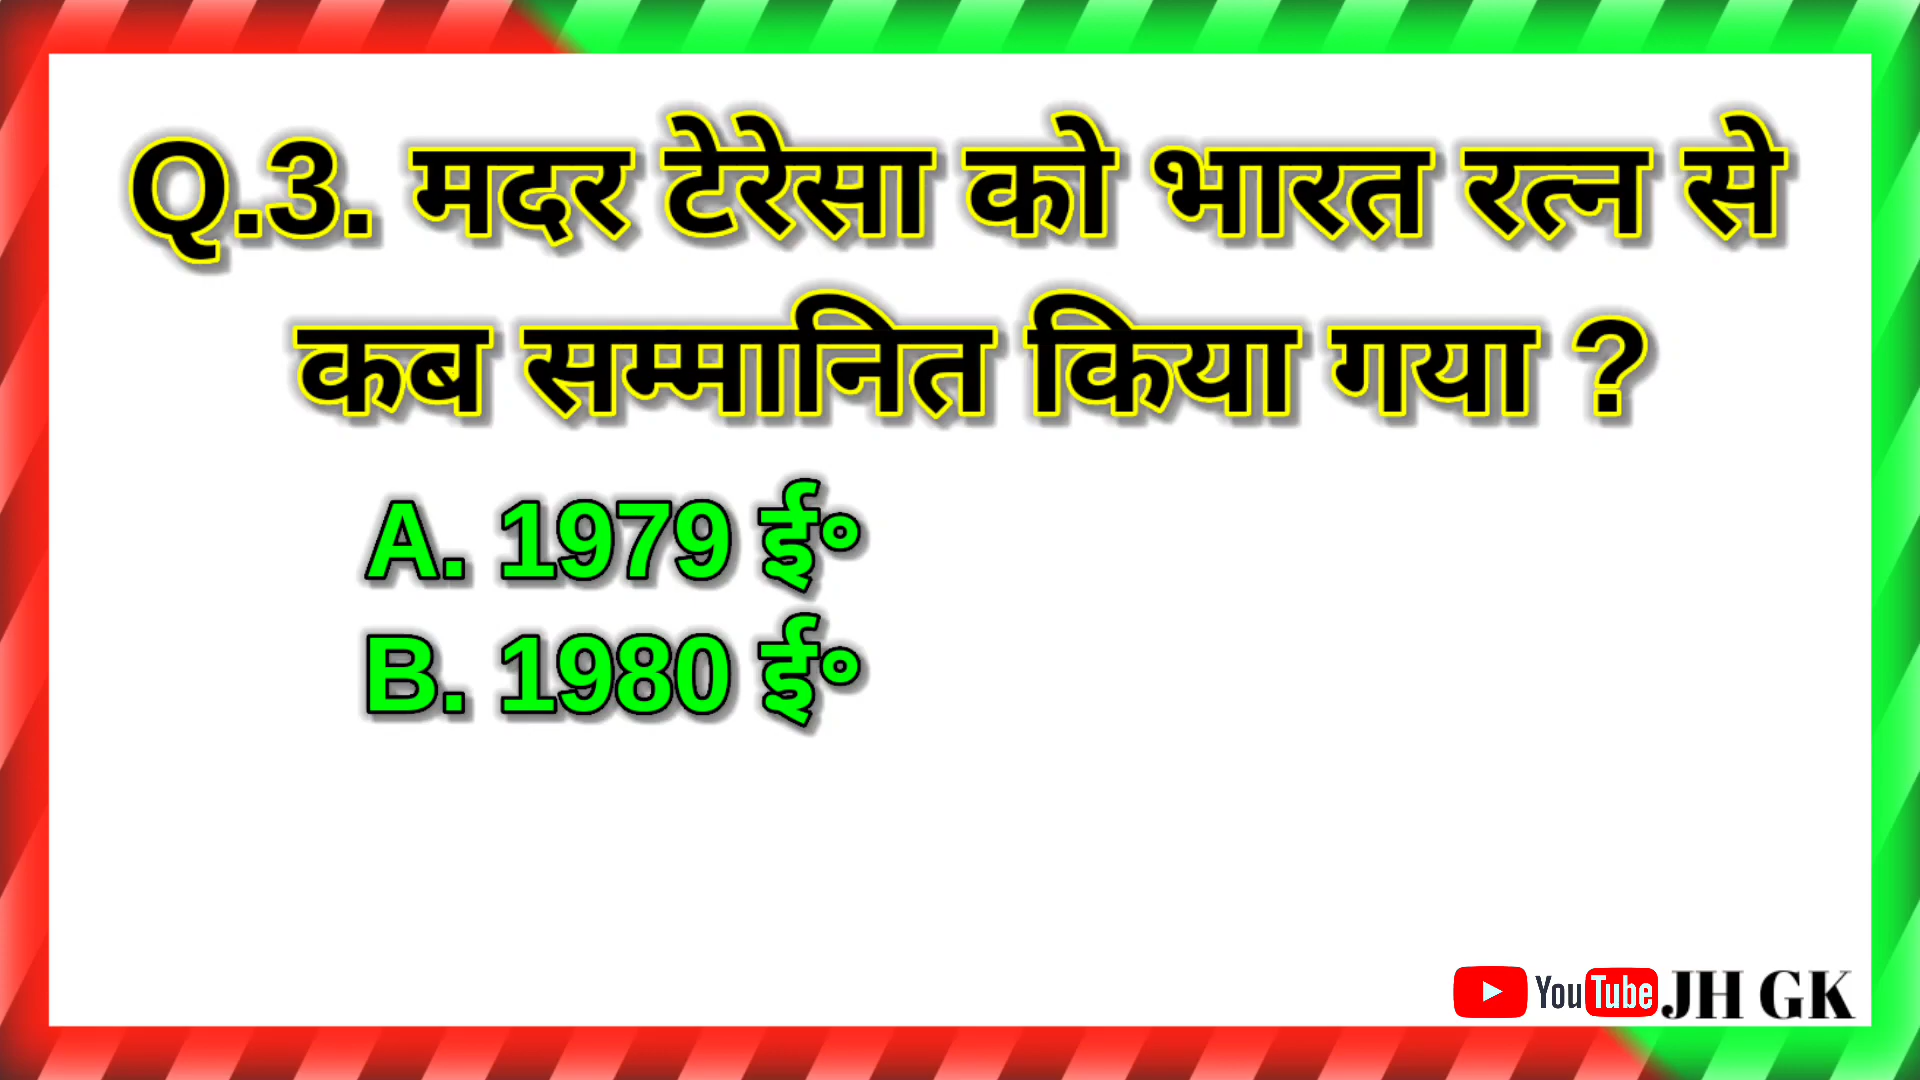 Q.3. मदर टेरेसा को भारत रत्न से
कब सम्मानित किया गया ?
A. 1979 ई॰
B. 1980 ई॰
YouTube JH GK